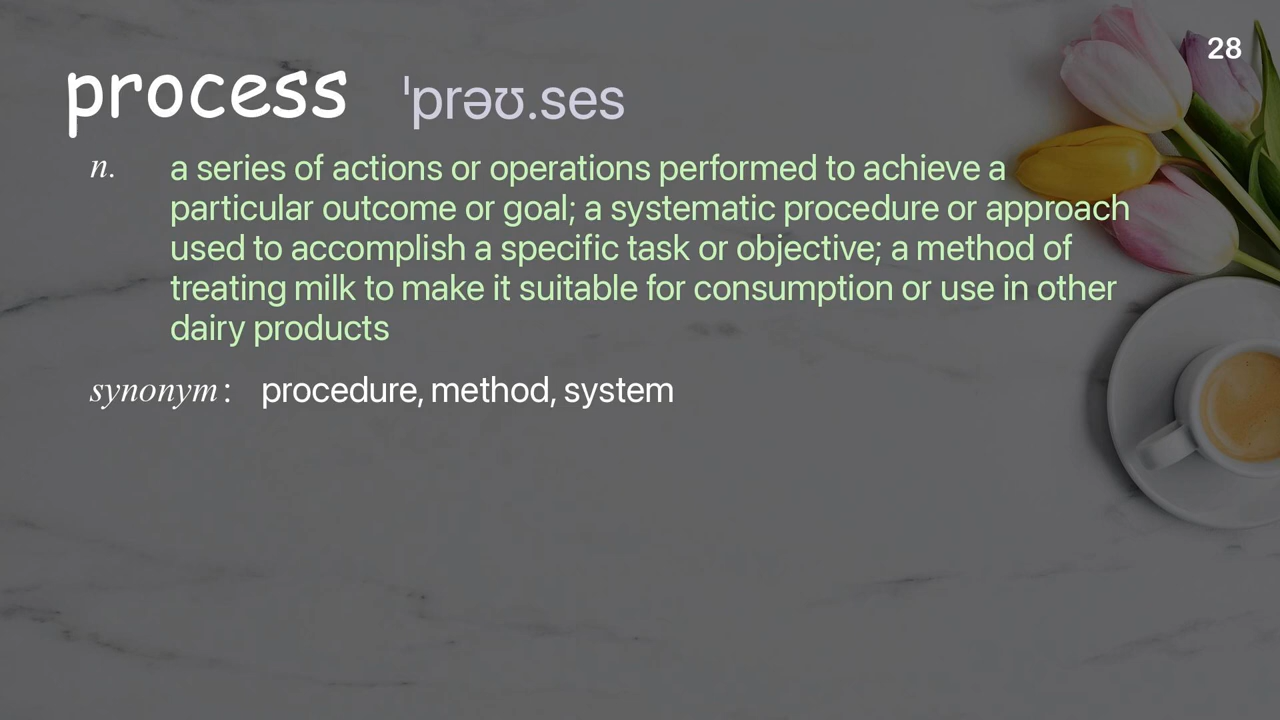 28
process ˈprəʊ.ses
n. a series of actions or operations performed to achieve a
particular outcome or goal; a systematic procedure or approach
used to accomplish a specific task or objective; a method of
treating milk to make it suitable for consumption or use in other
dairy products
synonym: procedure, method, system